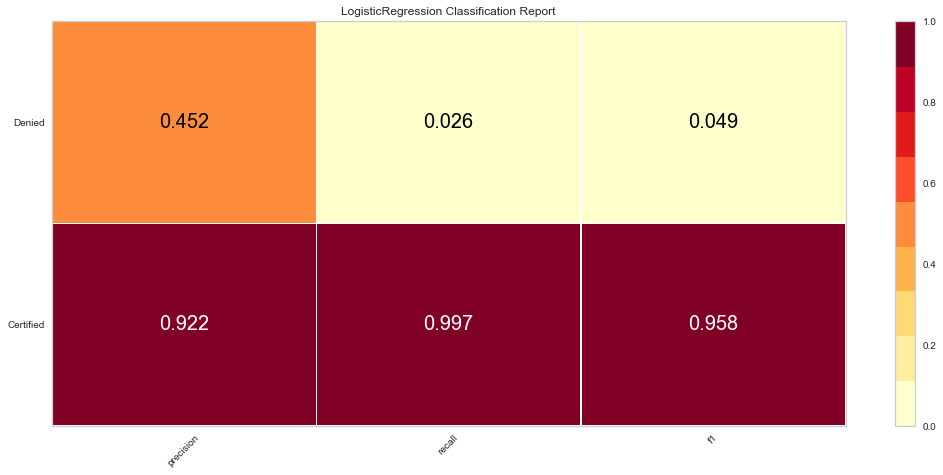 LogisticRegression Classification Report
Denied
0.452 0.026 0.049
Certified
0.922 0.997 0.958
precision recall f1
1.0
0.8
0.6
0.4
0.2
0.0